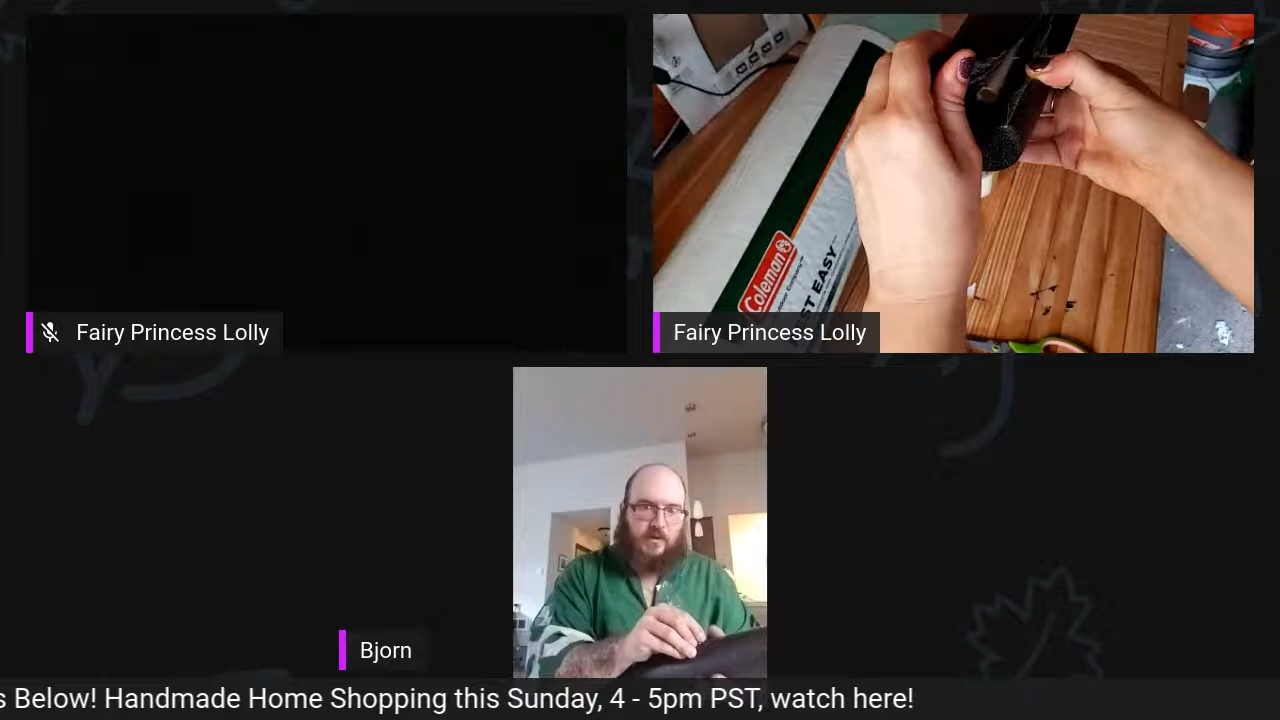 Fairy Princess Lolly
Fairy Princess Lolly
Coleman
ST EASY™
Bjorn
s Below! Handmade Home Shopping this Sunday, 4 - 5pm PST, watch here!